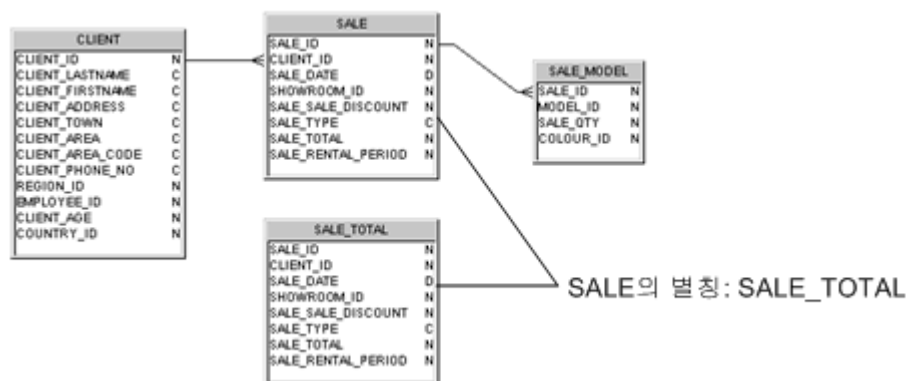 CLIENT
CLIENT_ID N
CLIENT_LASTNAME C
CLIENT_FIRSTNAME C
CLIENT_ADDRESS C
CLIENT_TOWN C
CLIENT_AREA C
CLIENT_AREA_CODE C
CLIENT_PHONE_NO C
REGION_ID N
EMPLOYEE_ID N
CLIENT_AGE N
COUNTRY_ID N
SALE
SALE_ID N
CLIENT_ID N
SALE_DATE D
SHOWROOM_ID N
SALE_SALE_DISCOUNT N
SALE_TYPE C
SALE_TOTAL N
SALE_RENTAL_PERIOD N
SALE_MODEL
SALE_ID N
MODEL_ID N
SALE_QTY N
COLOUR_ID N
SALE_TOTAL
SALE_ID N
CLIENT_ID N
SALE_DATE D
SHOWROOM_ID N
SALE_SALE_DISCOUNT N
SALE_TYPE C
SALE_TOTAL N
SALE_RENTAL_PERIOD N
SALE의 별칭: SALE_TOTAL